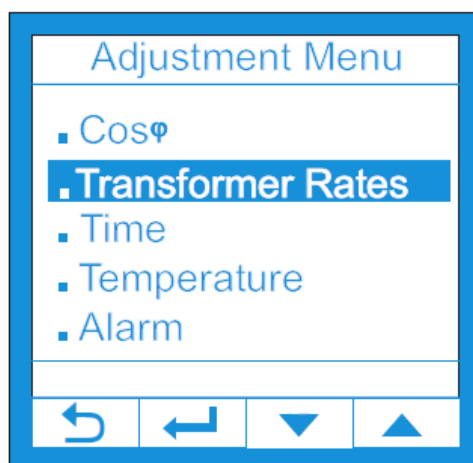 Adjustment Menu
Cosφ
Transformer Rates
Time
Temperature
Alarm